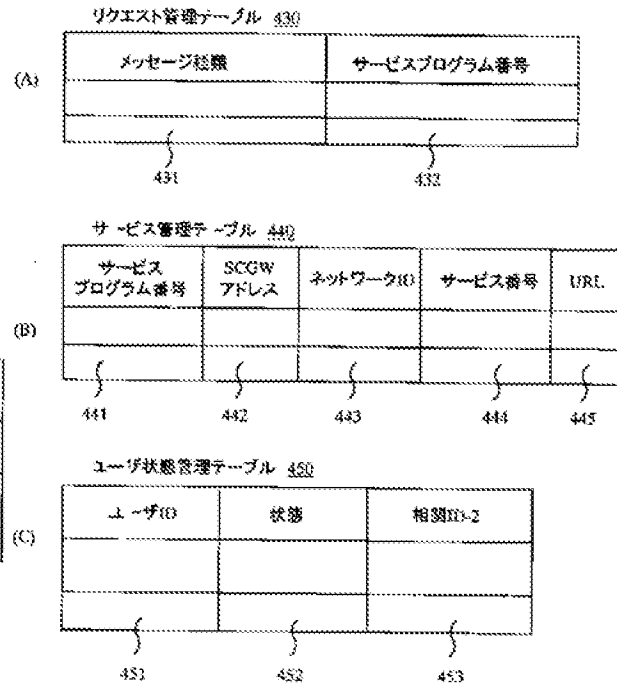 リクエスト管理テーブル 430
(A)
メッセージ種類 サービスプログラム番号
431 432
サービス管理テーブル 440
(B)
サービスプログラム番号 SCGWアドレス ネットワークID サービス番号 URL
441 442 443 444 445
ユーザ状態管理テーブル 450
(C)
ユーザID 状態 相関ID-2
451 452 453